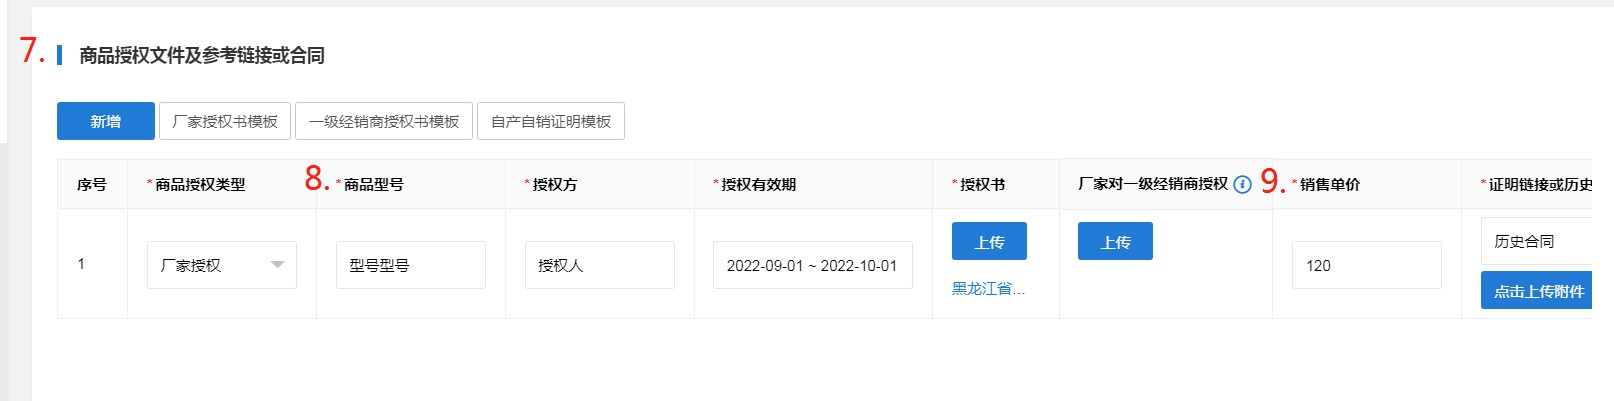 7. 商品授权文件及参考链接或合同
新增 厂家授权书模板 一级经销商授权书模板 自产自销证明模板
序号 *商品授权类型 8. *商品型号 *授权方 *授权有效期 *授权书 厂家对一级经销商授权 9. *销售单价 *证明链接或历史
1 厂家授权 型号型号 授权人 2022-09-01 ~ 2022-10-01 上传 上传 120 历史合同
黑龙江省... 点击上传附件